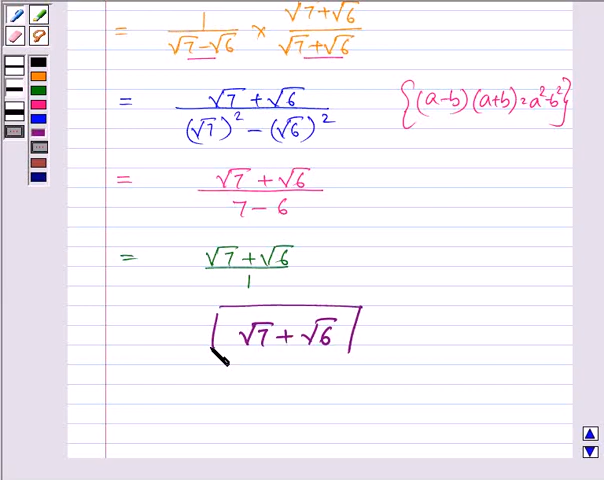 = 1/(√7-√6) × (√7+√6)/(√7+√6)
= (√7+√6)/((√7)² - (√6)²) {(a-b)(a+b)=a²-b²}
= (√7+√6)/(7-6)
= (√7+√6)/1
√7+√6